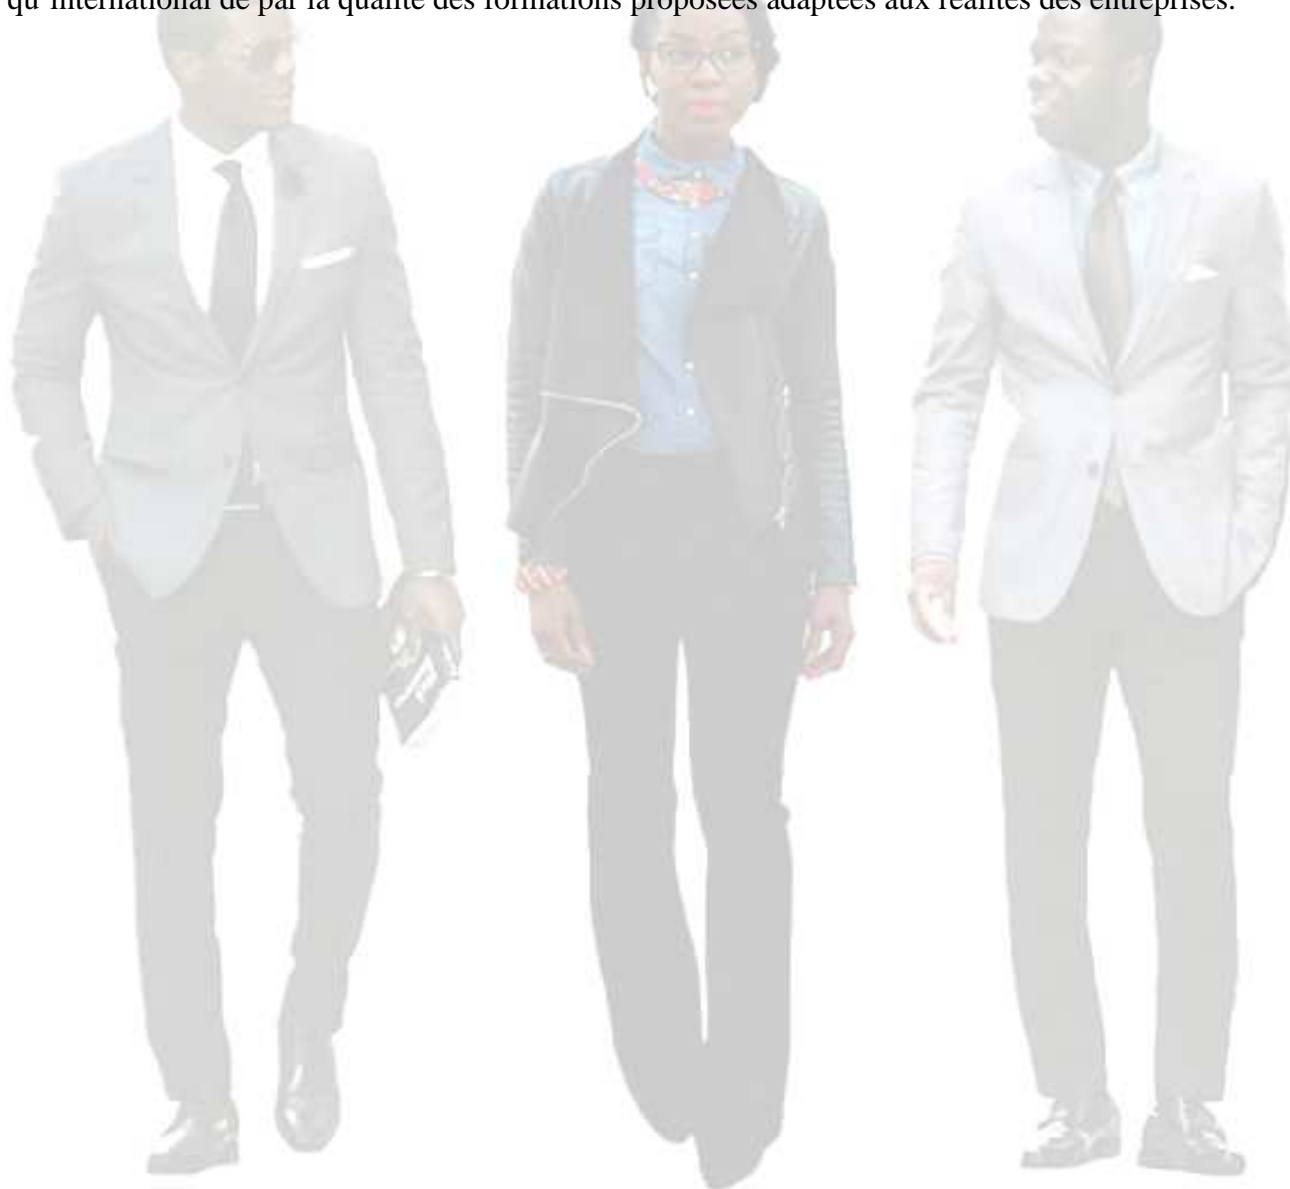 qu'international de par la qualité des formations proposées adaptées aux réalités des entreprises.